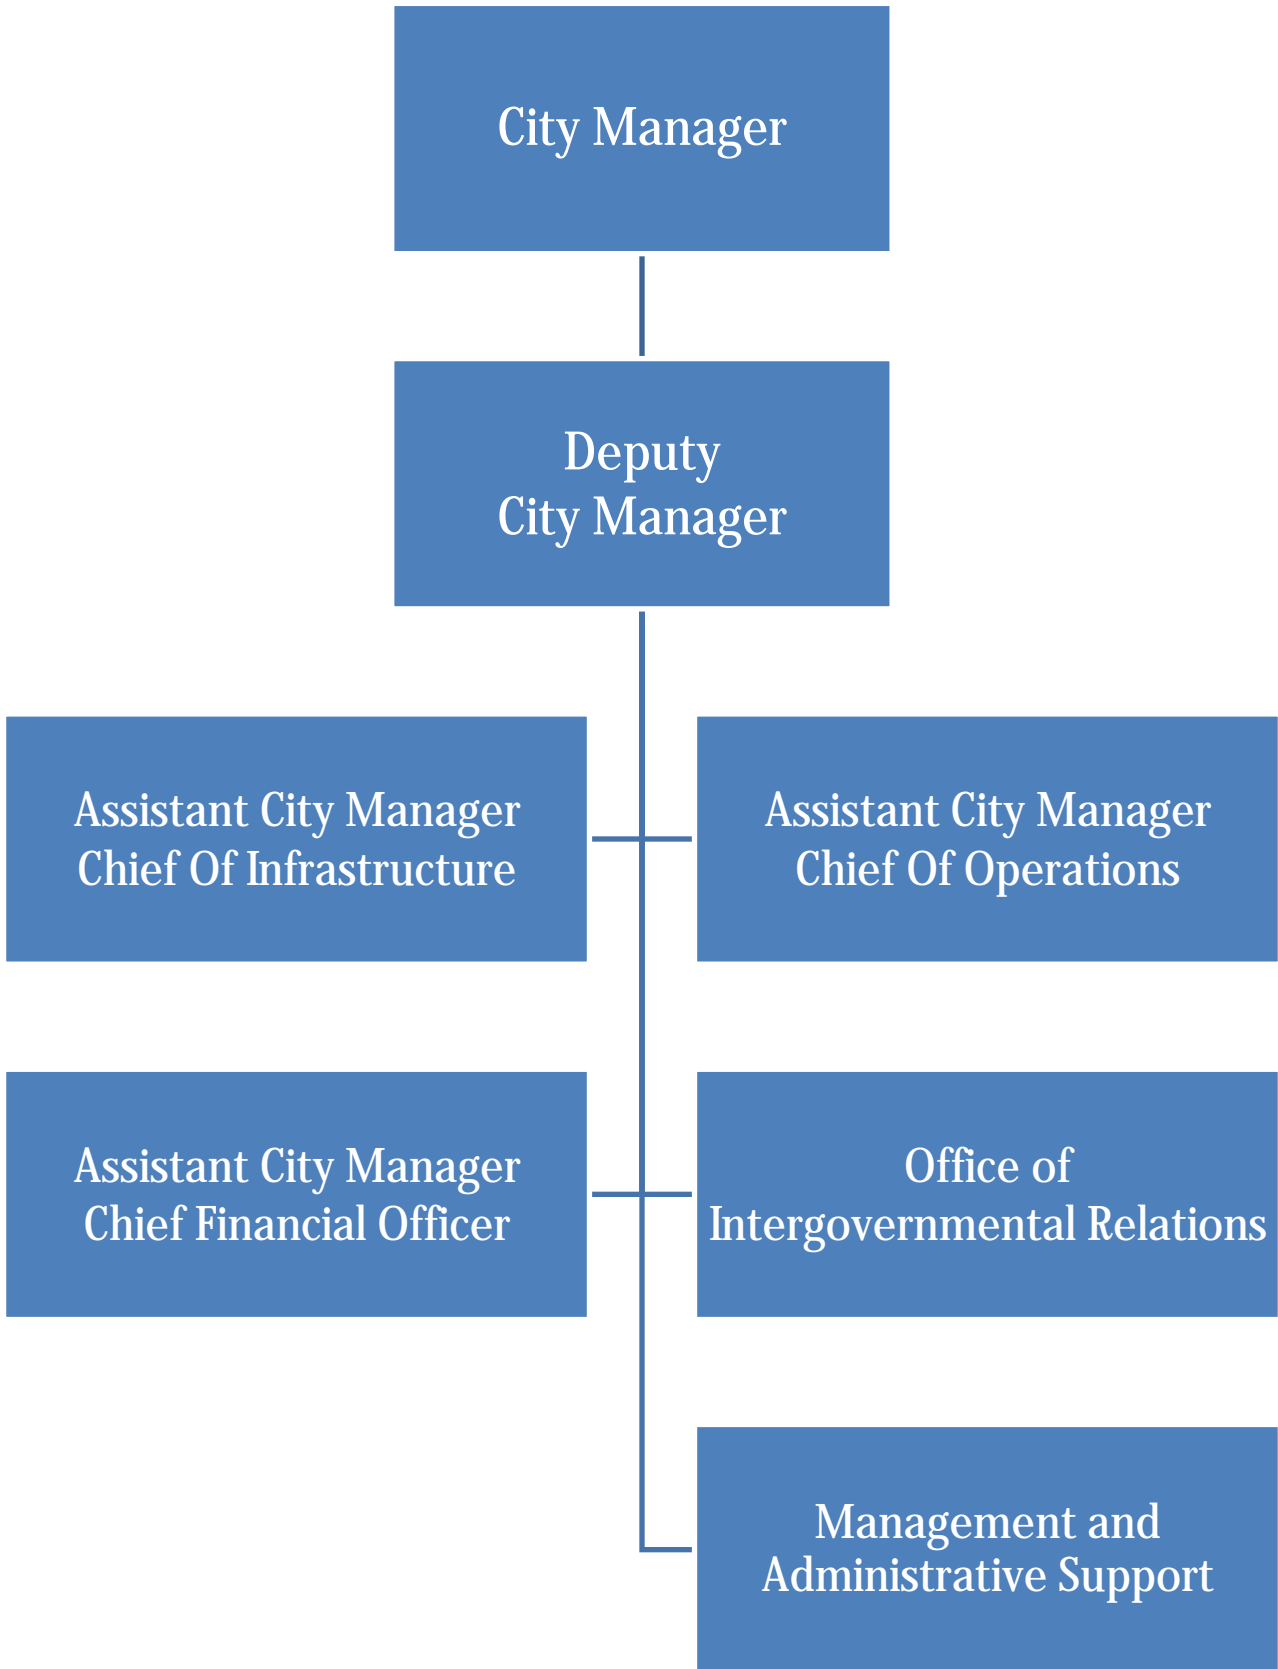 City Manager
Deputy
City Manager
Assistant City Manager
Chief Of Infrastructure
Assistant City Manager
Chief Of Operations
Assistant City Manager
Chief Financial Officer
Office of
Intergovernmental Relations
Management and
Administrative Support